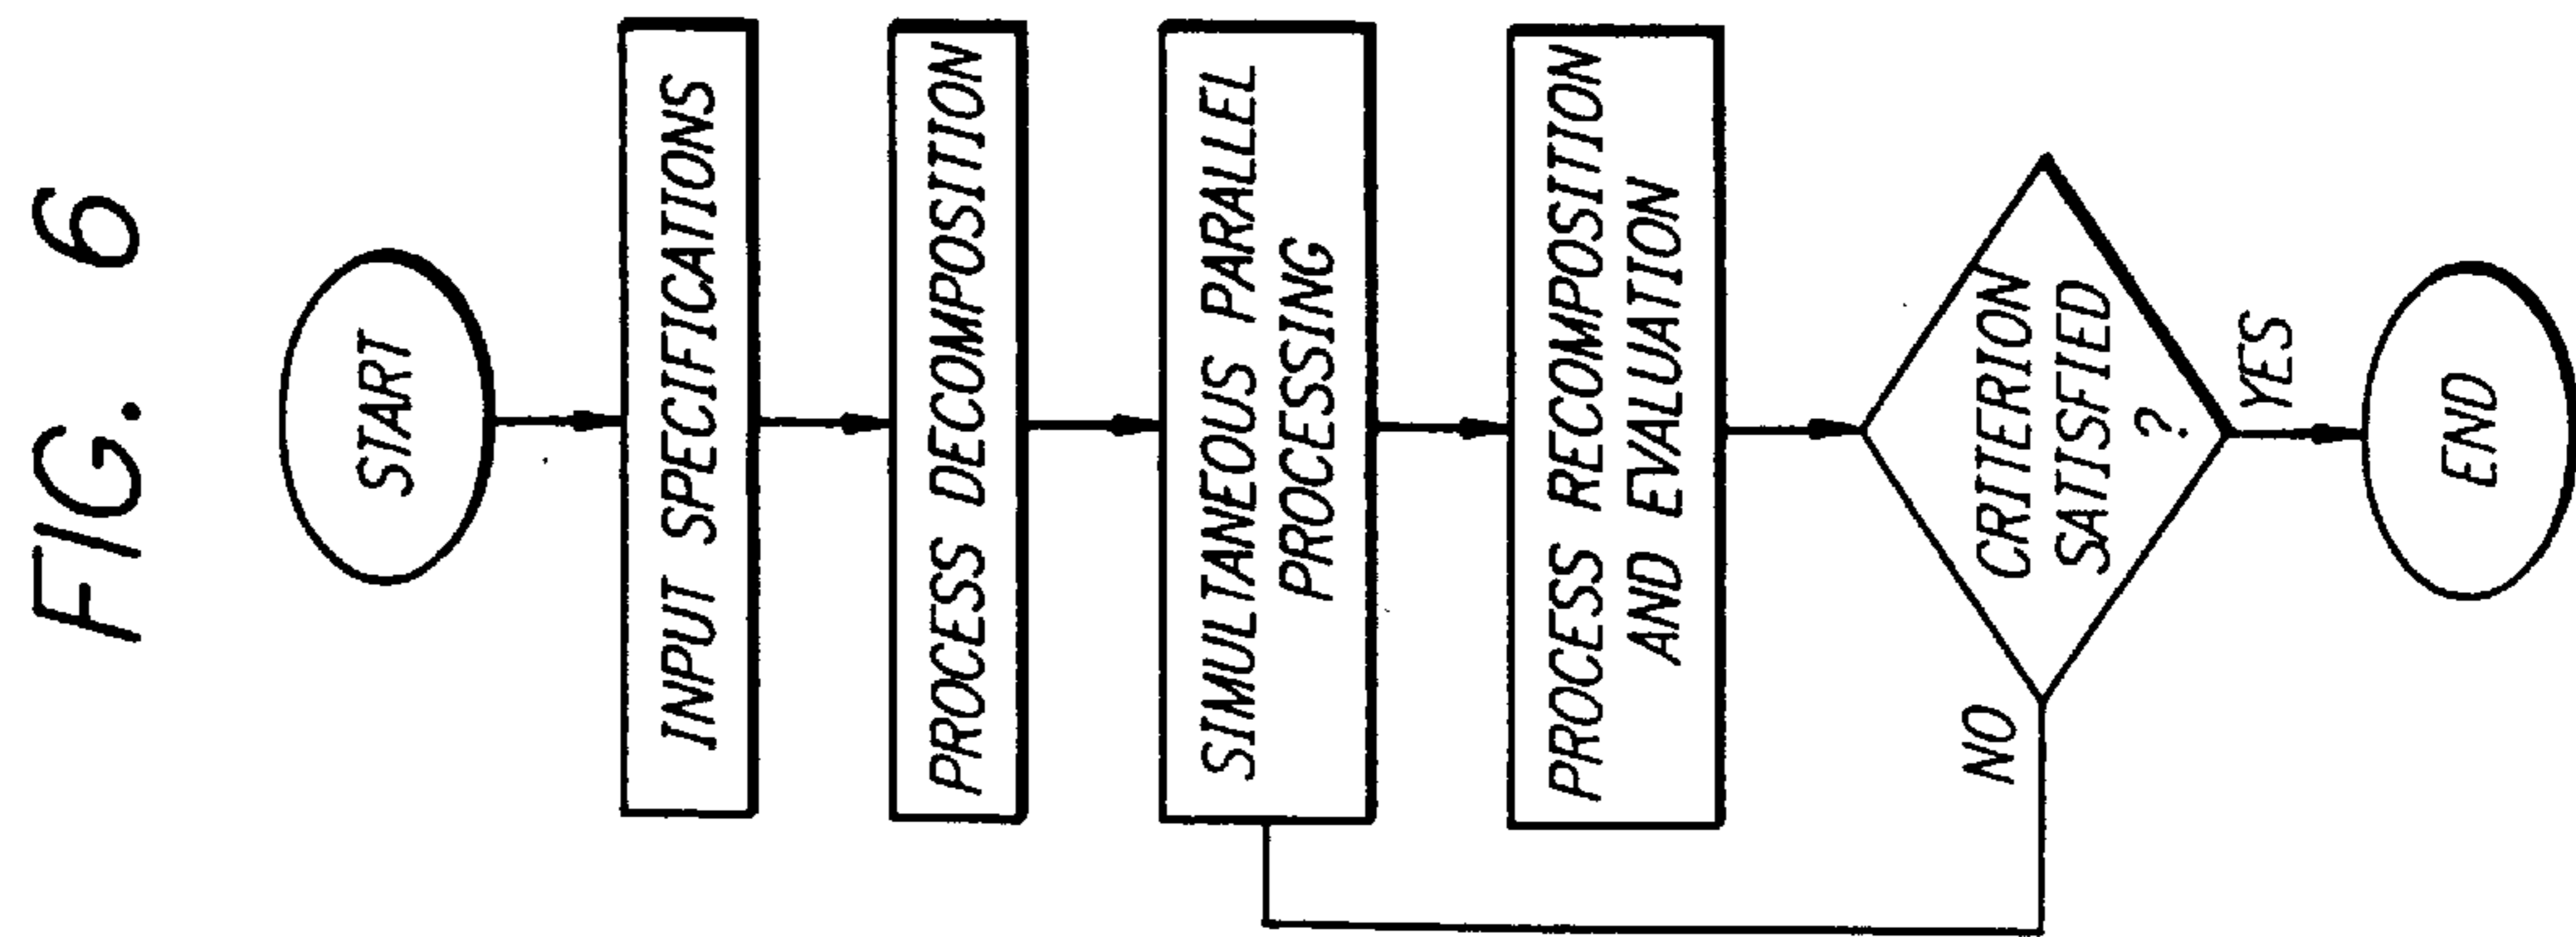 FIG. 6
START
INPUT SPECIFICATIONS
PROCESS DECOMPOSITION
SIMULTANEOUS PARALLEL
PROCESSING
PROCESS RECOMPOSITION
AND EVALUATION
CRITERION
SATISFIED
?
NO
YES
END